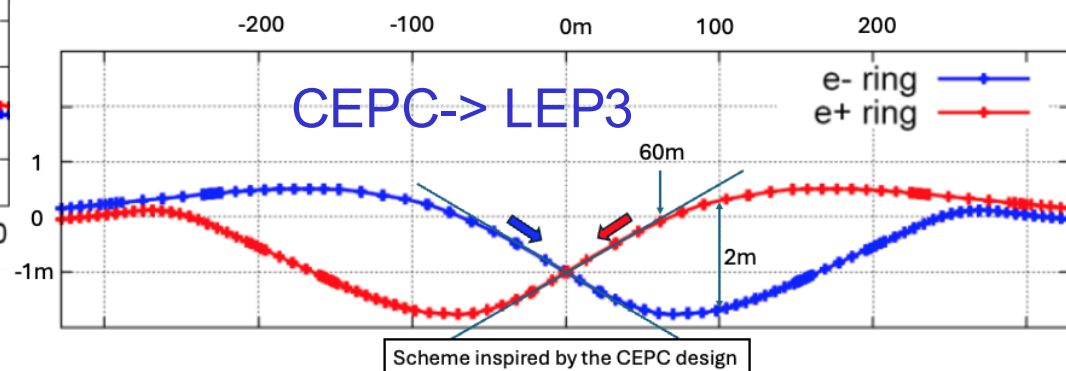 -200 -100 0m 100 200
CEPC-> LEP3
e- ring
e+ ring
60m
1
0
0
-1m
2m
Scheme inspired by the CEPC design